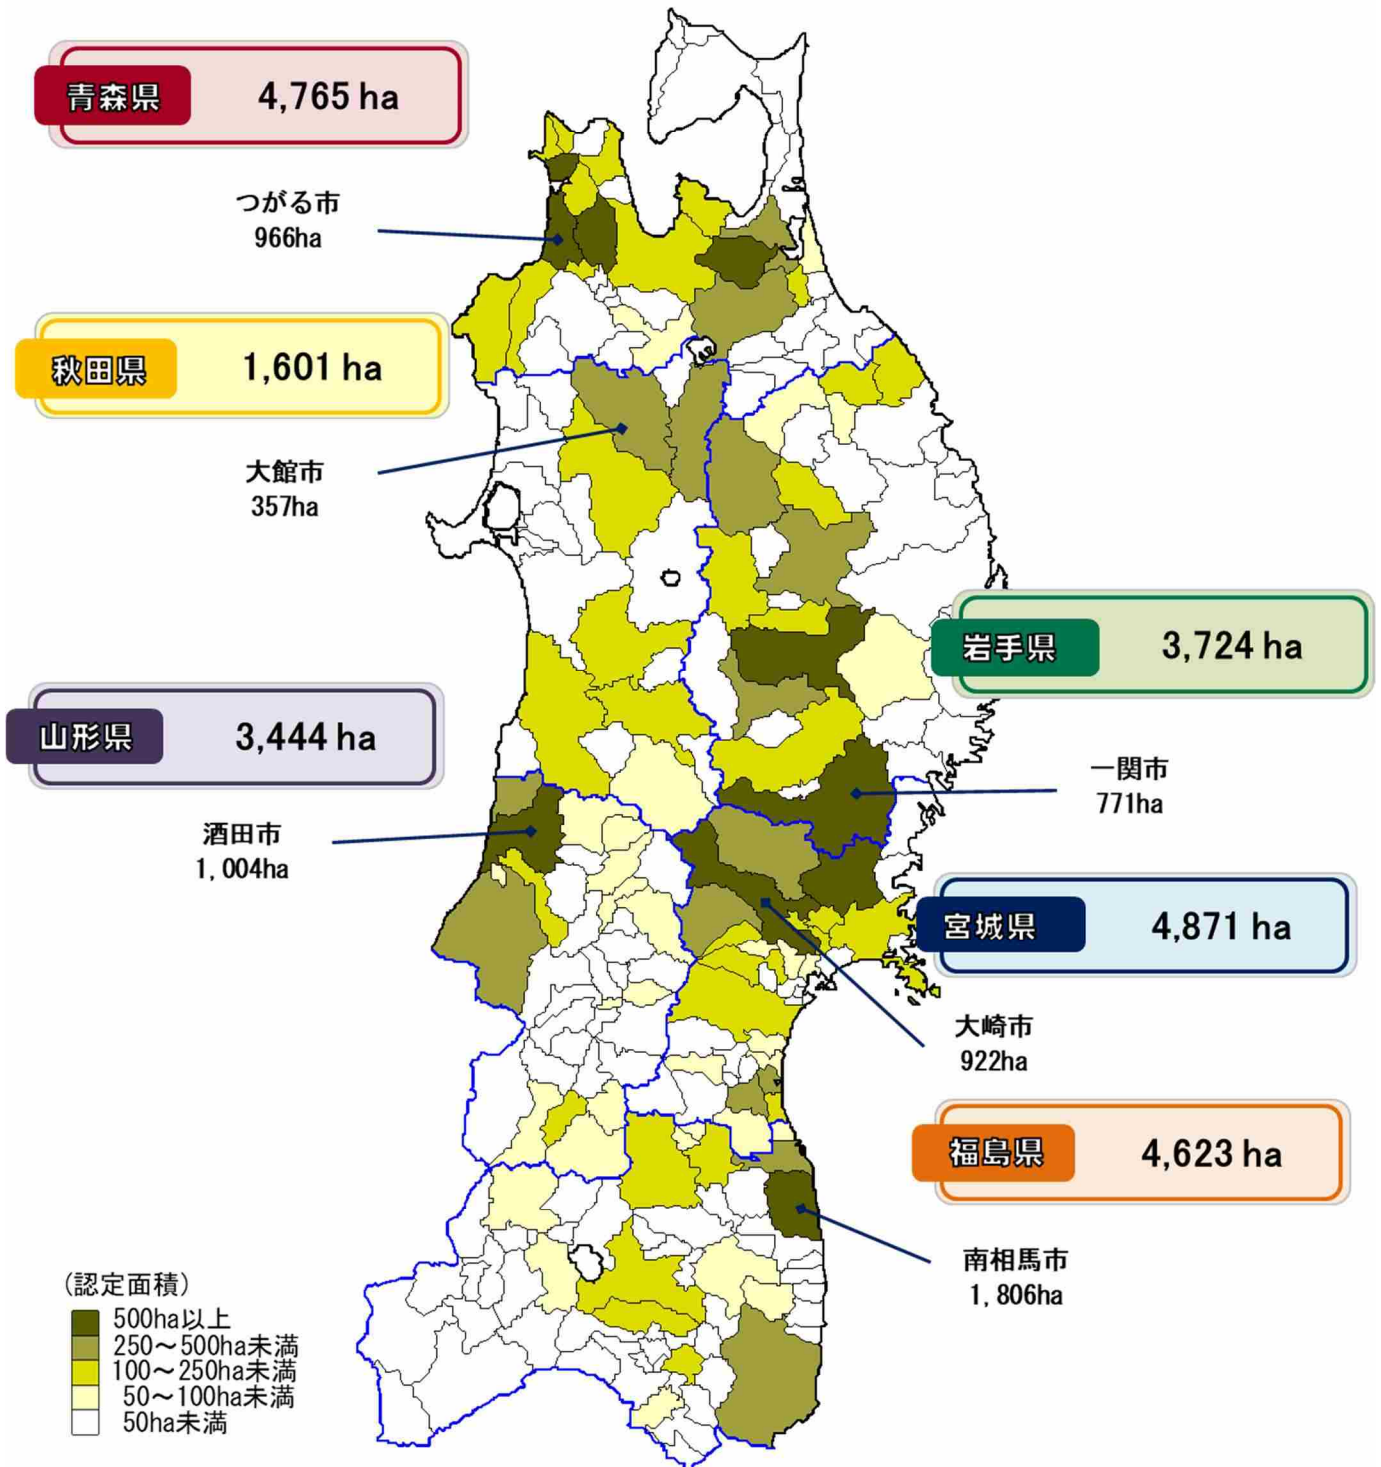 青森県 4,765 ha
つがる市
966ha
秋田県 1,601 ha
大館市
357ha
岩手県 3,724 ha
山形県 3,444 ha
一関市
771ha
酒田市
1,004ha
宮城県 4,871 ha
大崎市
922ha
福島県 4,623 ha
南相馬市
1,806ha
(認定面積)
500ha以上
250～500ha未満
100～250ha未満
50～100ha未満
50ha未満